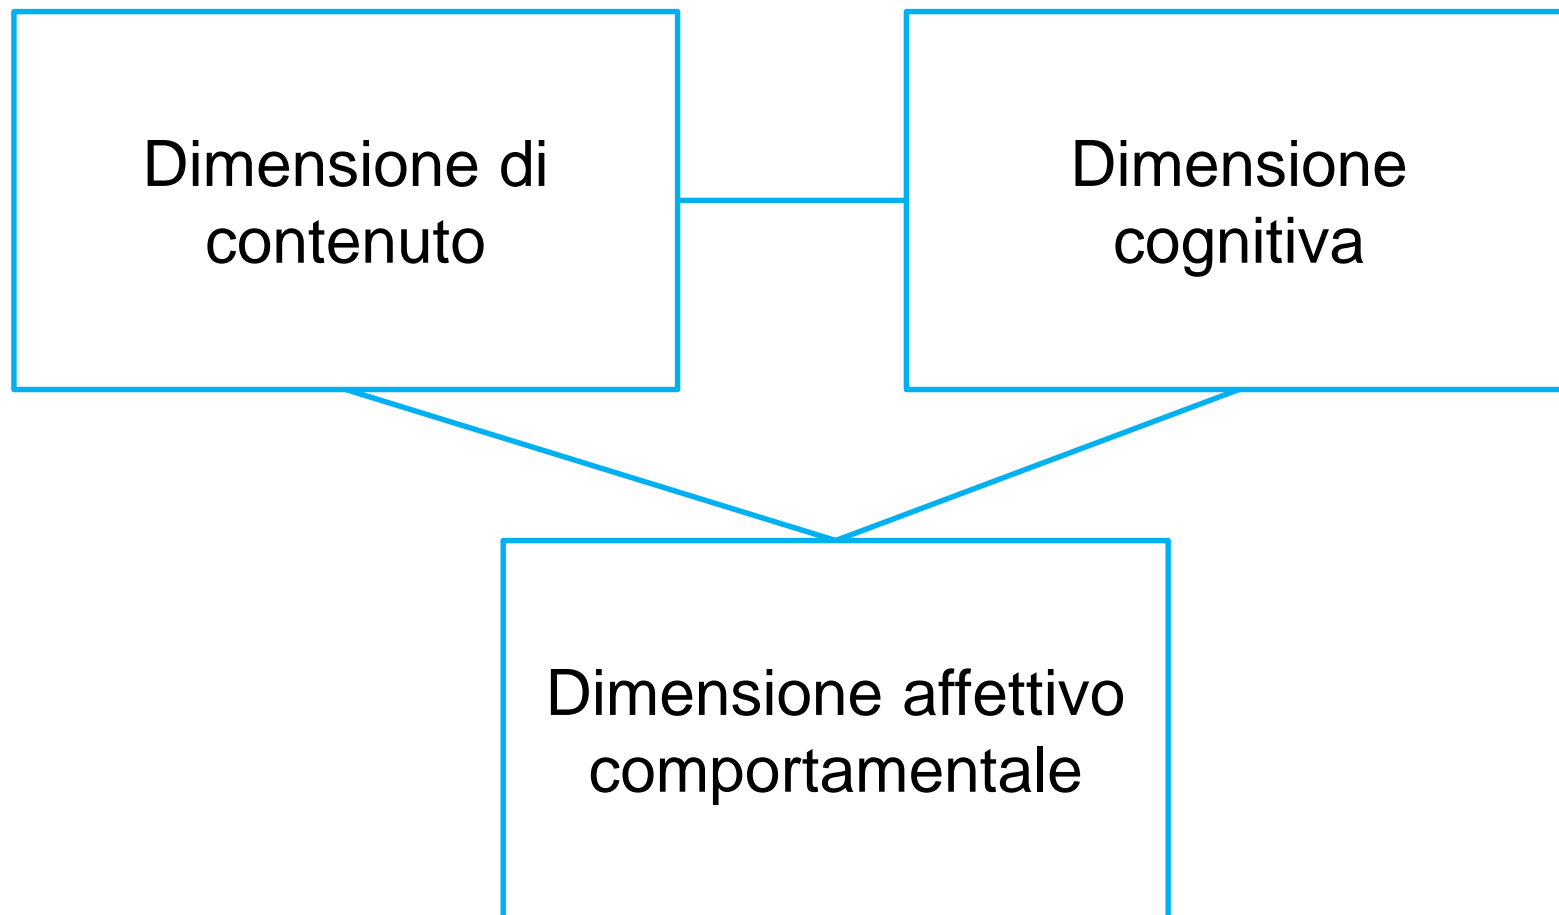 Dimensione di
contenuto
Dimensione
cognitiva
Dimensione affettivo
comportamentale